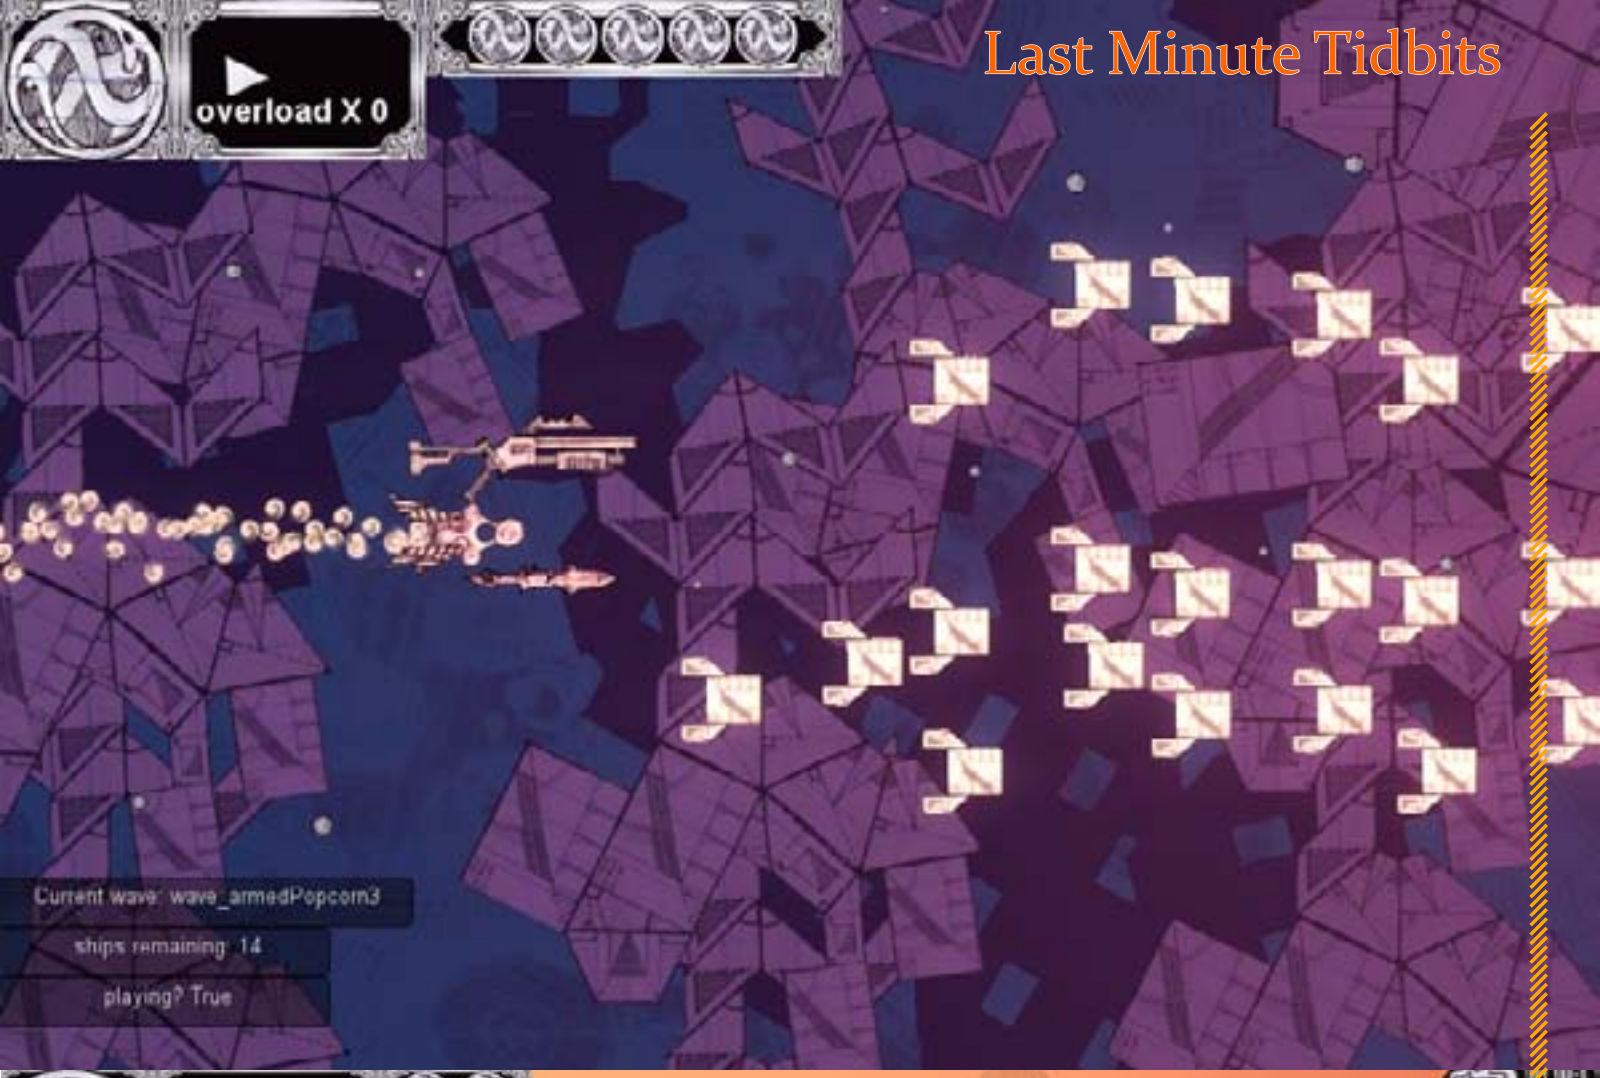 Last Minute Tidbits
overload X 0
Current wave: wave_armedPopcorn3
ships remaining: 14
playing? True